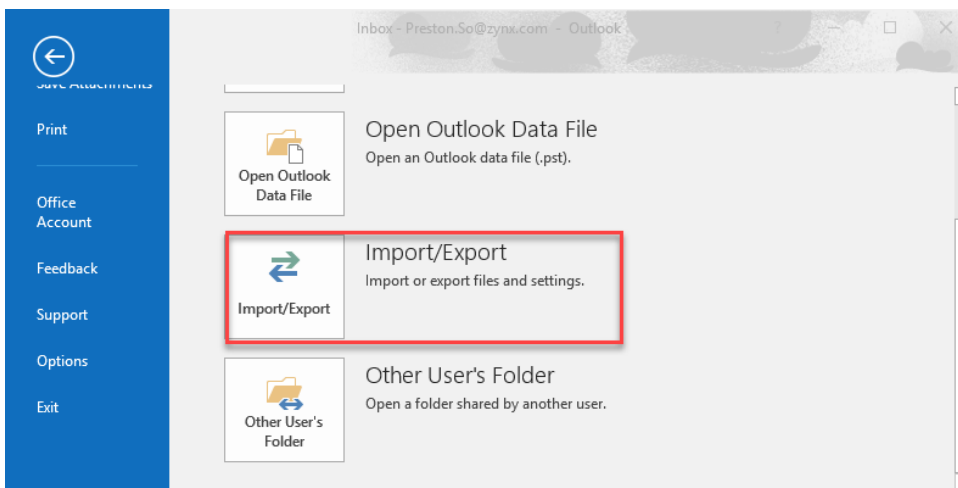 Inbox - Preston.So@zynx.com - Outlook
?
Save Attachments
Print
Office
Account
Feedback
Support
Options
Exit
Open Outlook
Data File
Open Outlook Data File
Open an Outlook data file (.pst).
Import/Export
Import/Export
Import or export files and settings.
Other User's
Folder
Other User's Folder
Open a folder shared by another user.